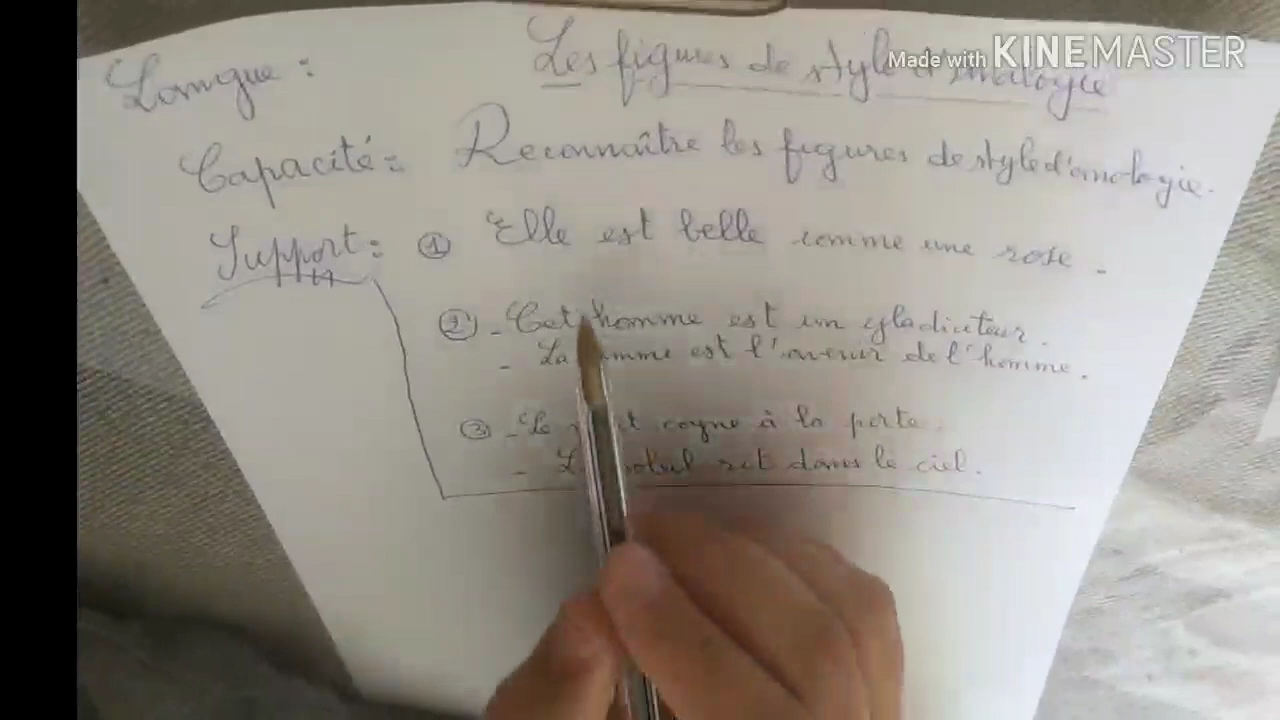 Langue : Les figures de style d'analogie
Made with KINEMASTER
Capacité : Reconnaître les figures de style d'analogie.
Support : ① Elle est belle comme une rose .
② - Cet homme est un gladiateur .
- La femme est l'avenir de l'homme .
③ - Le cogne à la porte .
- Le soleil rit dans le ciel .